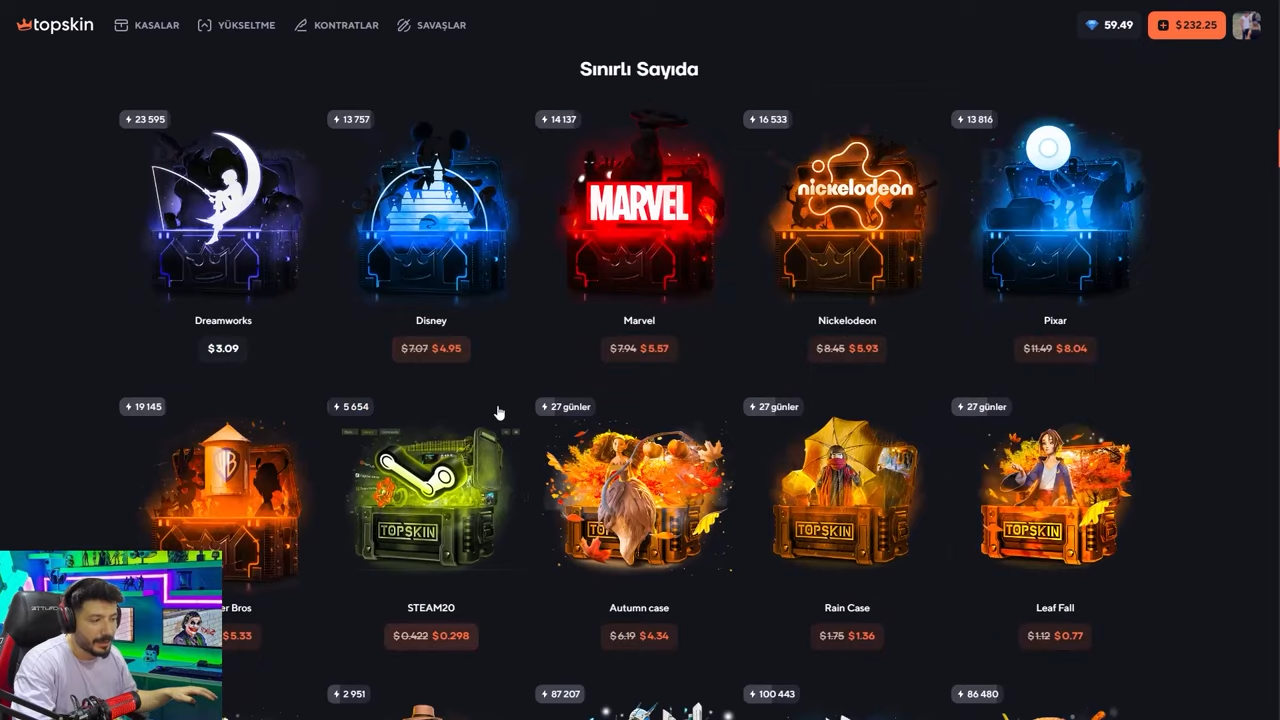 topskin
KASALAR
YÜKSELTME
KONTRATLAR
SAVAŞLAR
59.49
$232.25
Sınırlı Sayıda
23 595
13 757
14 137
16 533
13 816
MARVEL
nickelodeon
Dreamworks
Disney
Marvel
Nickelodeon
Pixar
$3.09
$7.07 $4.95
$7.94 $5.57
$8.45 $5.93
$11.49 $8.04
19 145
5 654
27 günler
27 günler
27 günler
WB
TOPSKIN
TOPSKIN
TOPSKIN
er Bros
STEAM20
Autumn case
Rain Case
Leaf Fall
$5.33
$0.422 $0.298
$6.19 $4.34
$1.75 $1.36
$1.12 $0.77
2 951
87 207
100 443
86 480